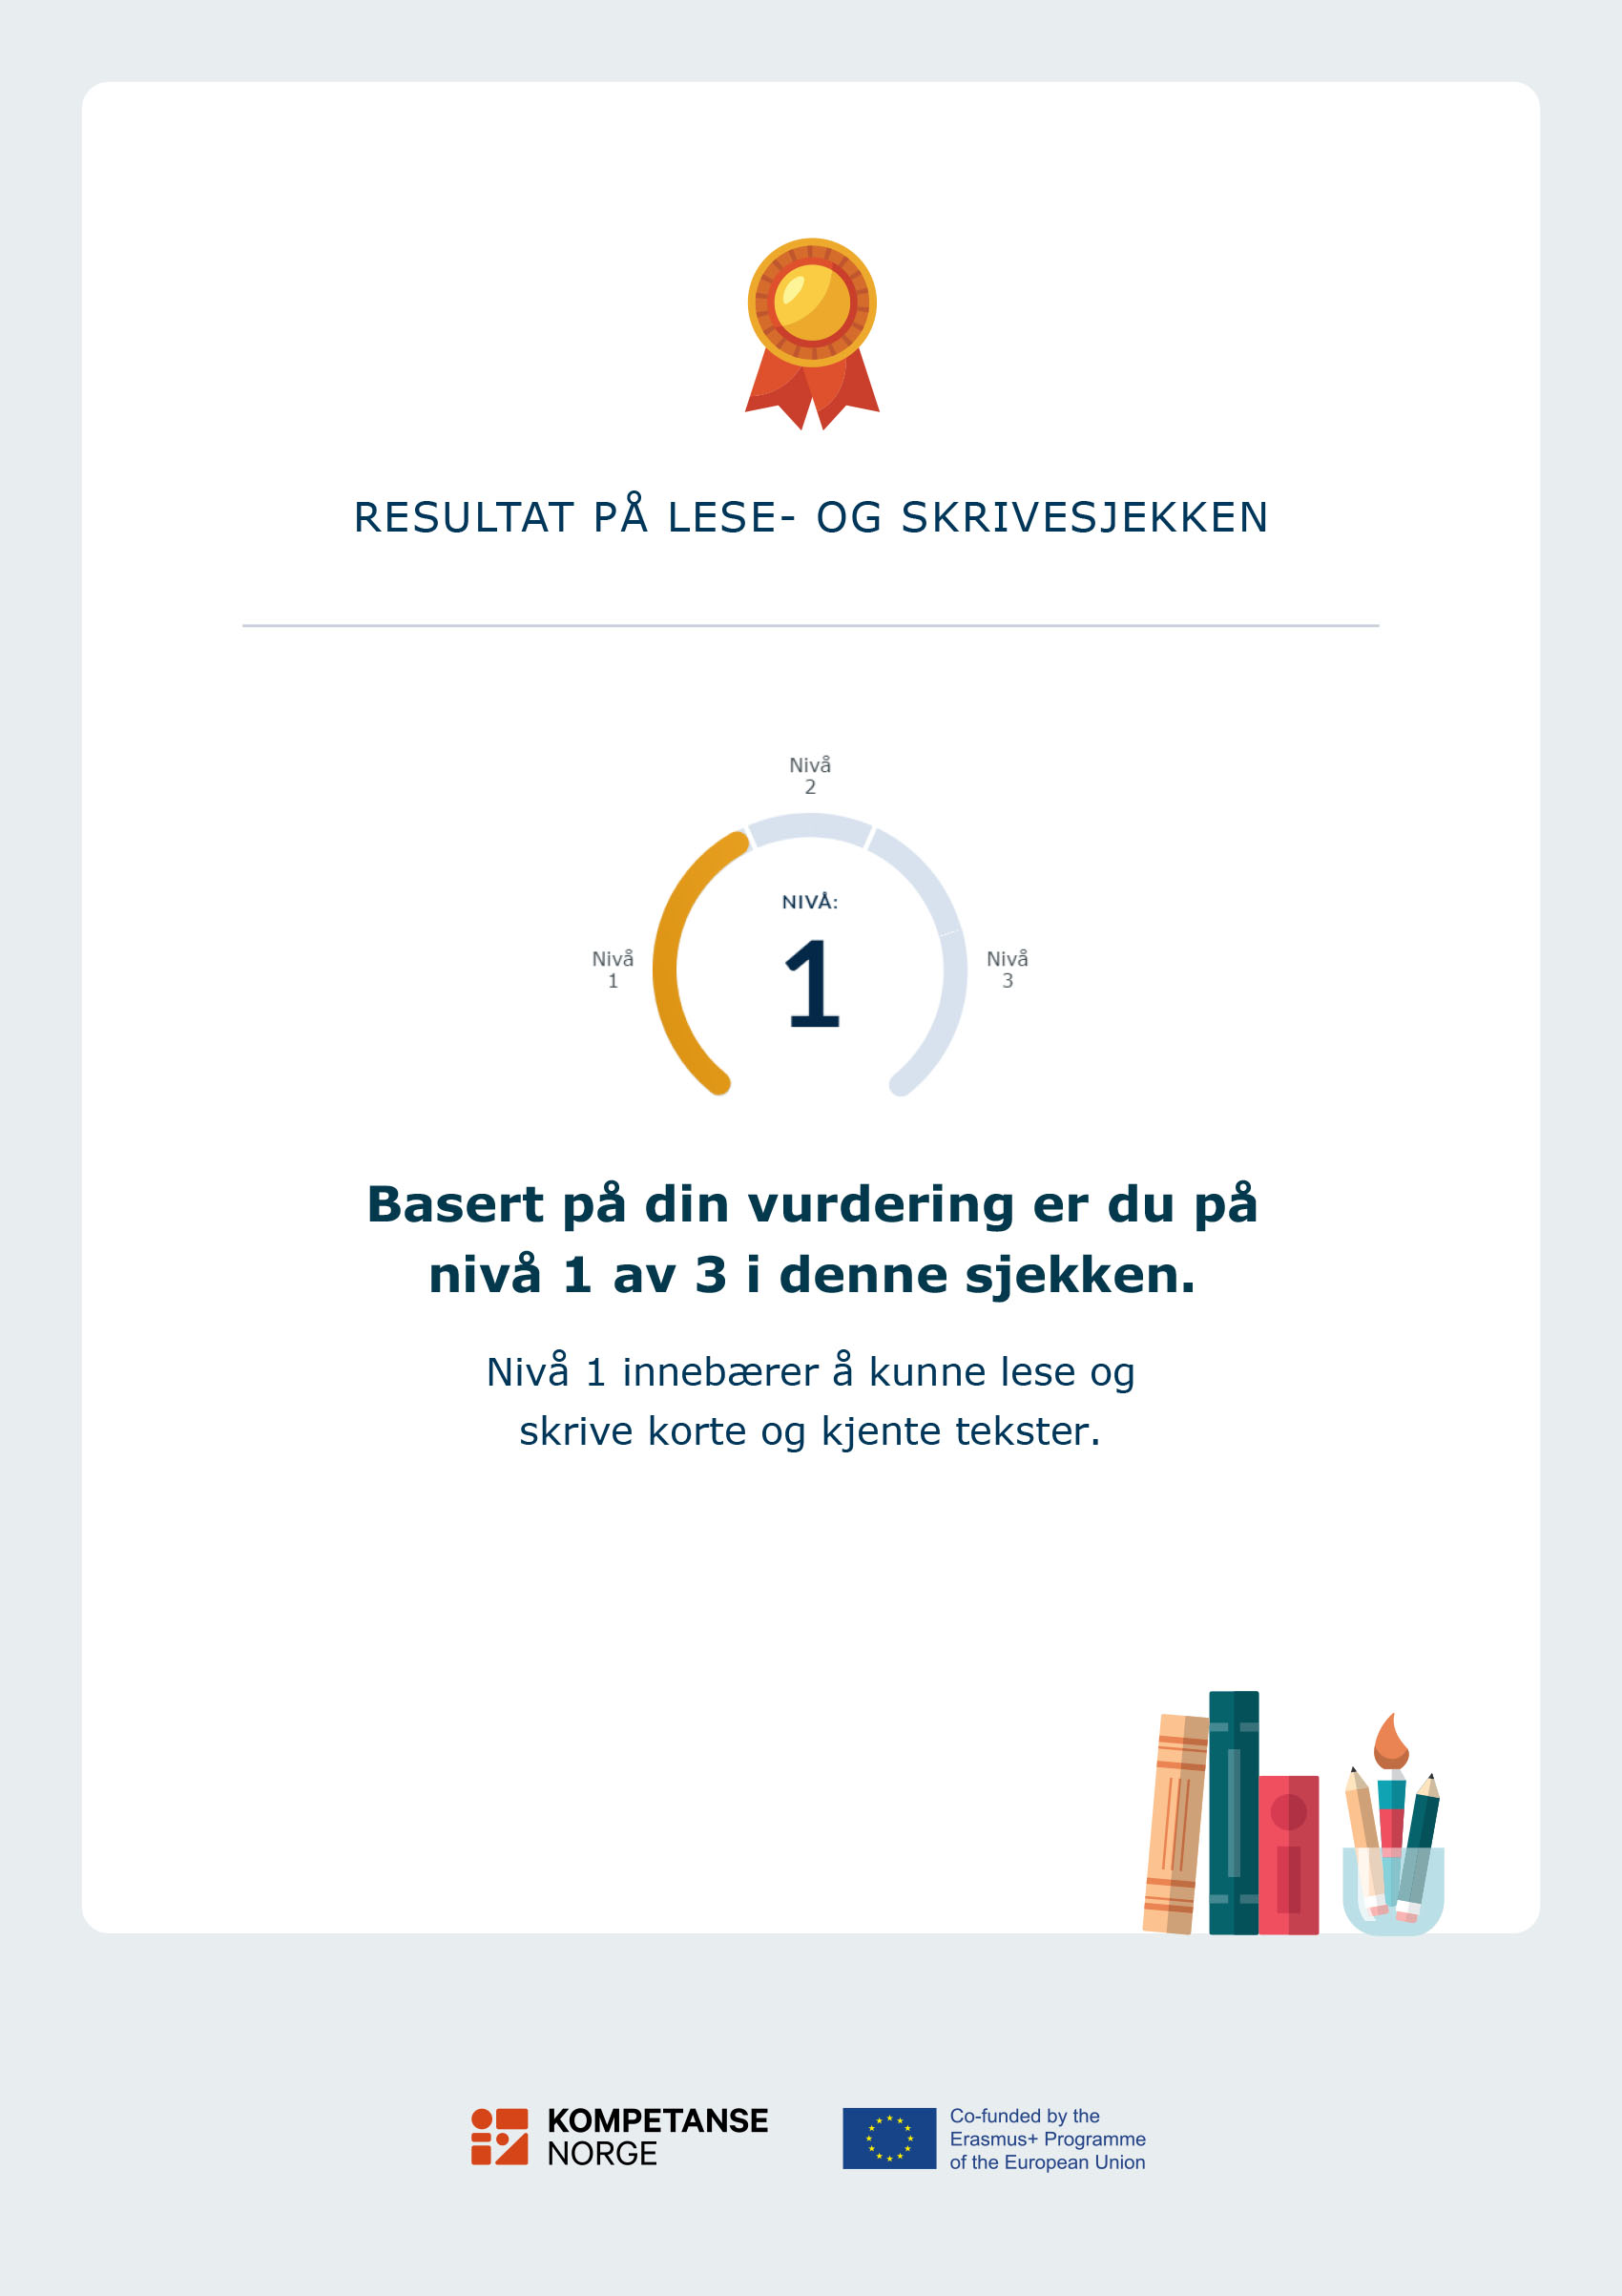 RESULTAT PÅ LESE- OG SKRIVESJEKKEN
Nivå
2
NIVÅ:
1
Nivå
1
Nivå
3
Basert på din vurdering er du på
nivå 1 av 3 i denne sjekken.
Nivå 1 innebærer å kunne lese og
skrive korte og kjente tekster.
KOMPETANSE
NORGE
Co-funded by the
Erasmus+ Programme
of the European Union